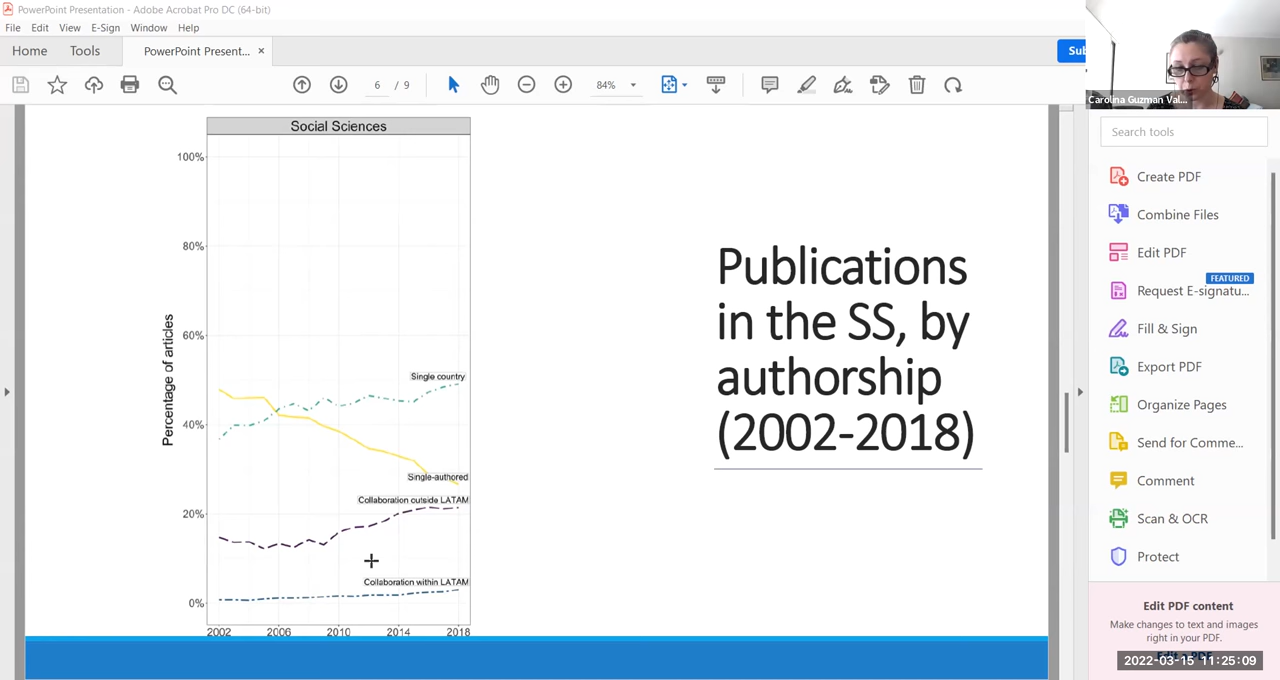 PowerPoint Presentation - Adobe Acrobat Pro DC (64-bit)
File Edit View E-Sign Window Help
Home Tools PowerPoint Present... × Sub
6 / 9 84%
Carolina Guzman Val...
Social Sciences
Percentage of articles
100%
80%
60%
40%
20%
0%
Single country
Single-authored
Collaboration outside LATAM
Collaboration within LATAM
2002 2006 2010 2014 2018
Publications
in the SS, by
authorship
(2002-2018)
Search tools
Create PDF
Combine Files
Edit PDF
FEATURED
Request E-signatu...
Fill & Sign
Export PDF
Organize Pages
Send for Comme...
Comment
Scan & OCR
Protect
Edit PDF content
Make changes to text and images
right in your PDF.
2022-03-15 11:25:09